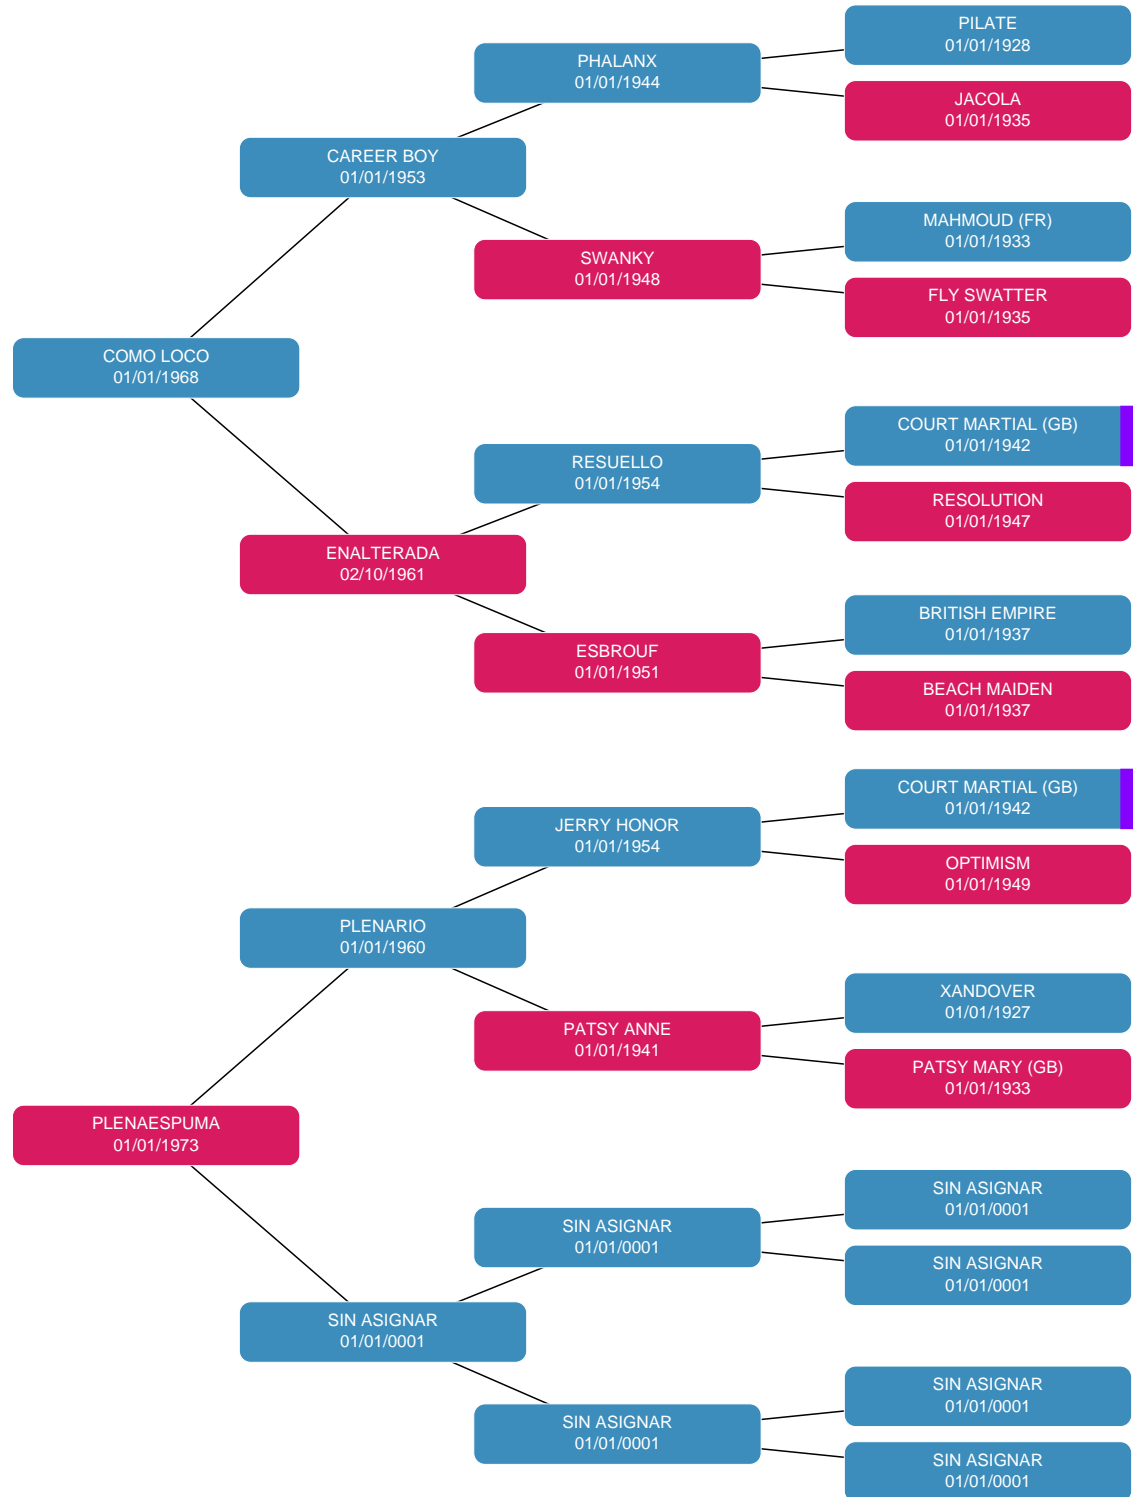 PILATE
01/01/1928
PHALANX
01/01/1944
JACOLA
01/01/1935
CAREER BOY
01/01/1953
MAHMOUD (FR)
01/01/1933
SWANKY
01/01/1948
FLY SWATTER
01/01/1935
COMO LOCO
01/01/1968
COURT MARTIAL (GB)
01/01/1942
RESUELLO
01/01/1954
RESOLUTION
01/01/1947
ENALTERADA
02/10/1961
BRITISH EMPIRE
01/01/1937
ESBROUF
01/01/1951
BEACH MAIDEN
01/01/1937
COURT MARTIAL (GB)
01/01/1942
JERRY HONOR
01/01/1954
OPTIMISM
01/01/1949
PLENARIO
01/01/1960
XANDOVER
01/01/1927
PATSY ANNE
01/01/1941
PATSY MARY (GB)
01/01/1933
PLENAESPUMA
01/01/1973
SIN ASIGNAR
01/01/0001
SIN ASIGNAR
01/01/0001
SIN ASIGNAR
01/01/0001
SIN ASIGNAR
01/01/0001
SIN ASIGNAR
01/01/0001
SIN ASIGNAR
01/01/0001
SIN ASIGNAR
01/01/0001